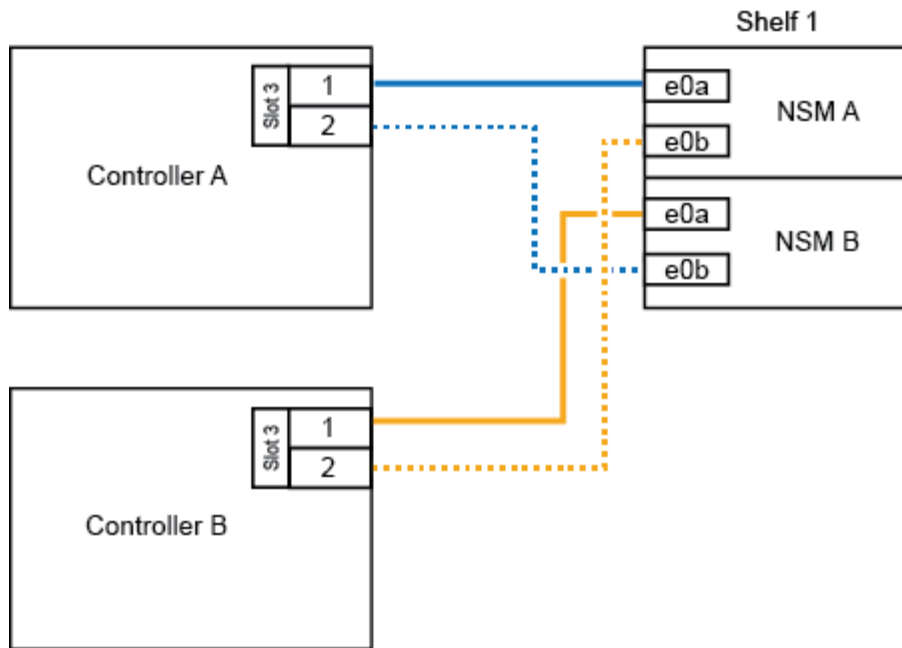 Shelf 1
Slot 3
1
2
Controller A
e0a
e0b
NSM A
e0a
e0b
NSM B
Slot 3
1
2
Controller B